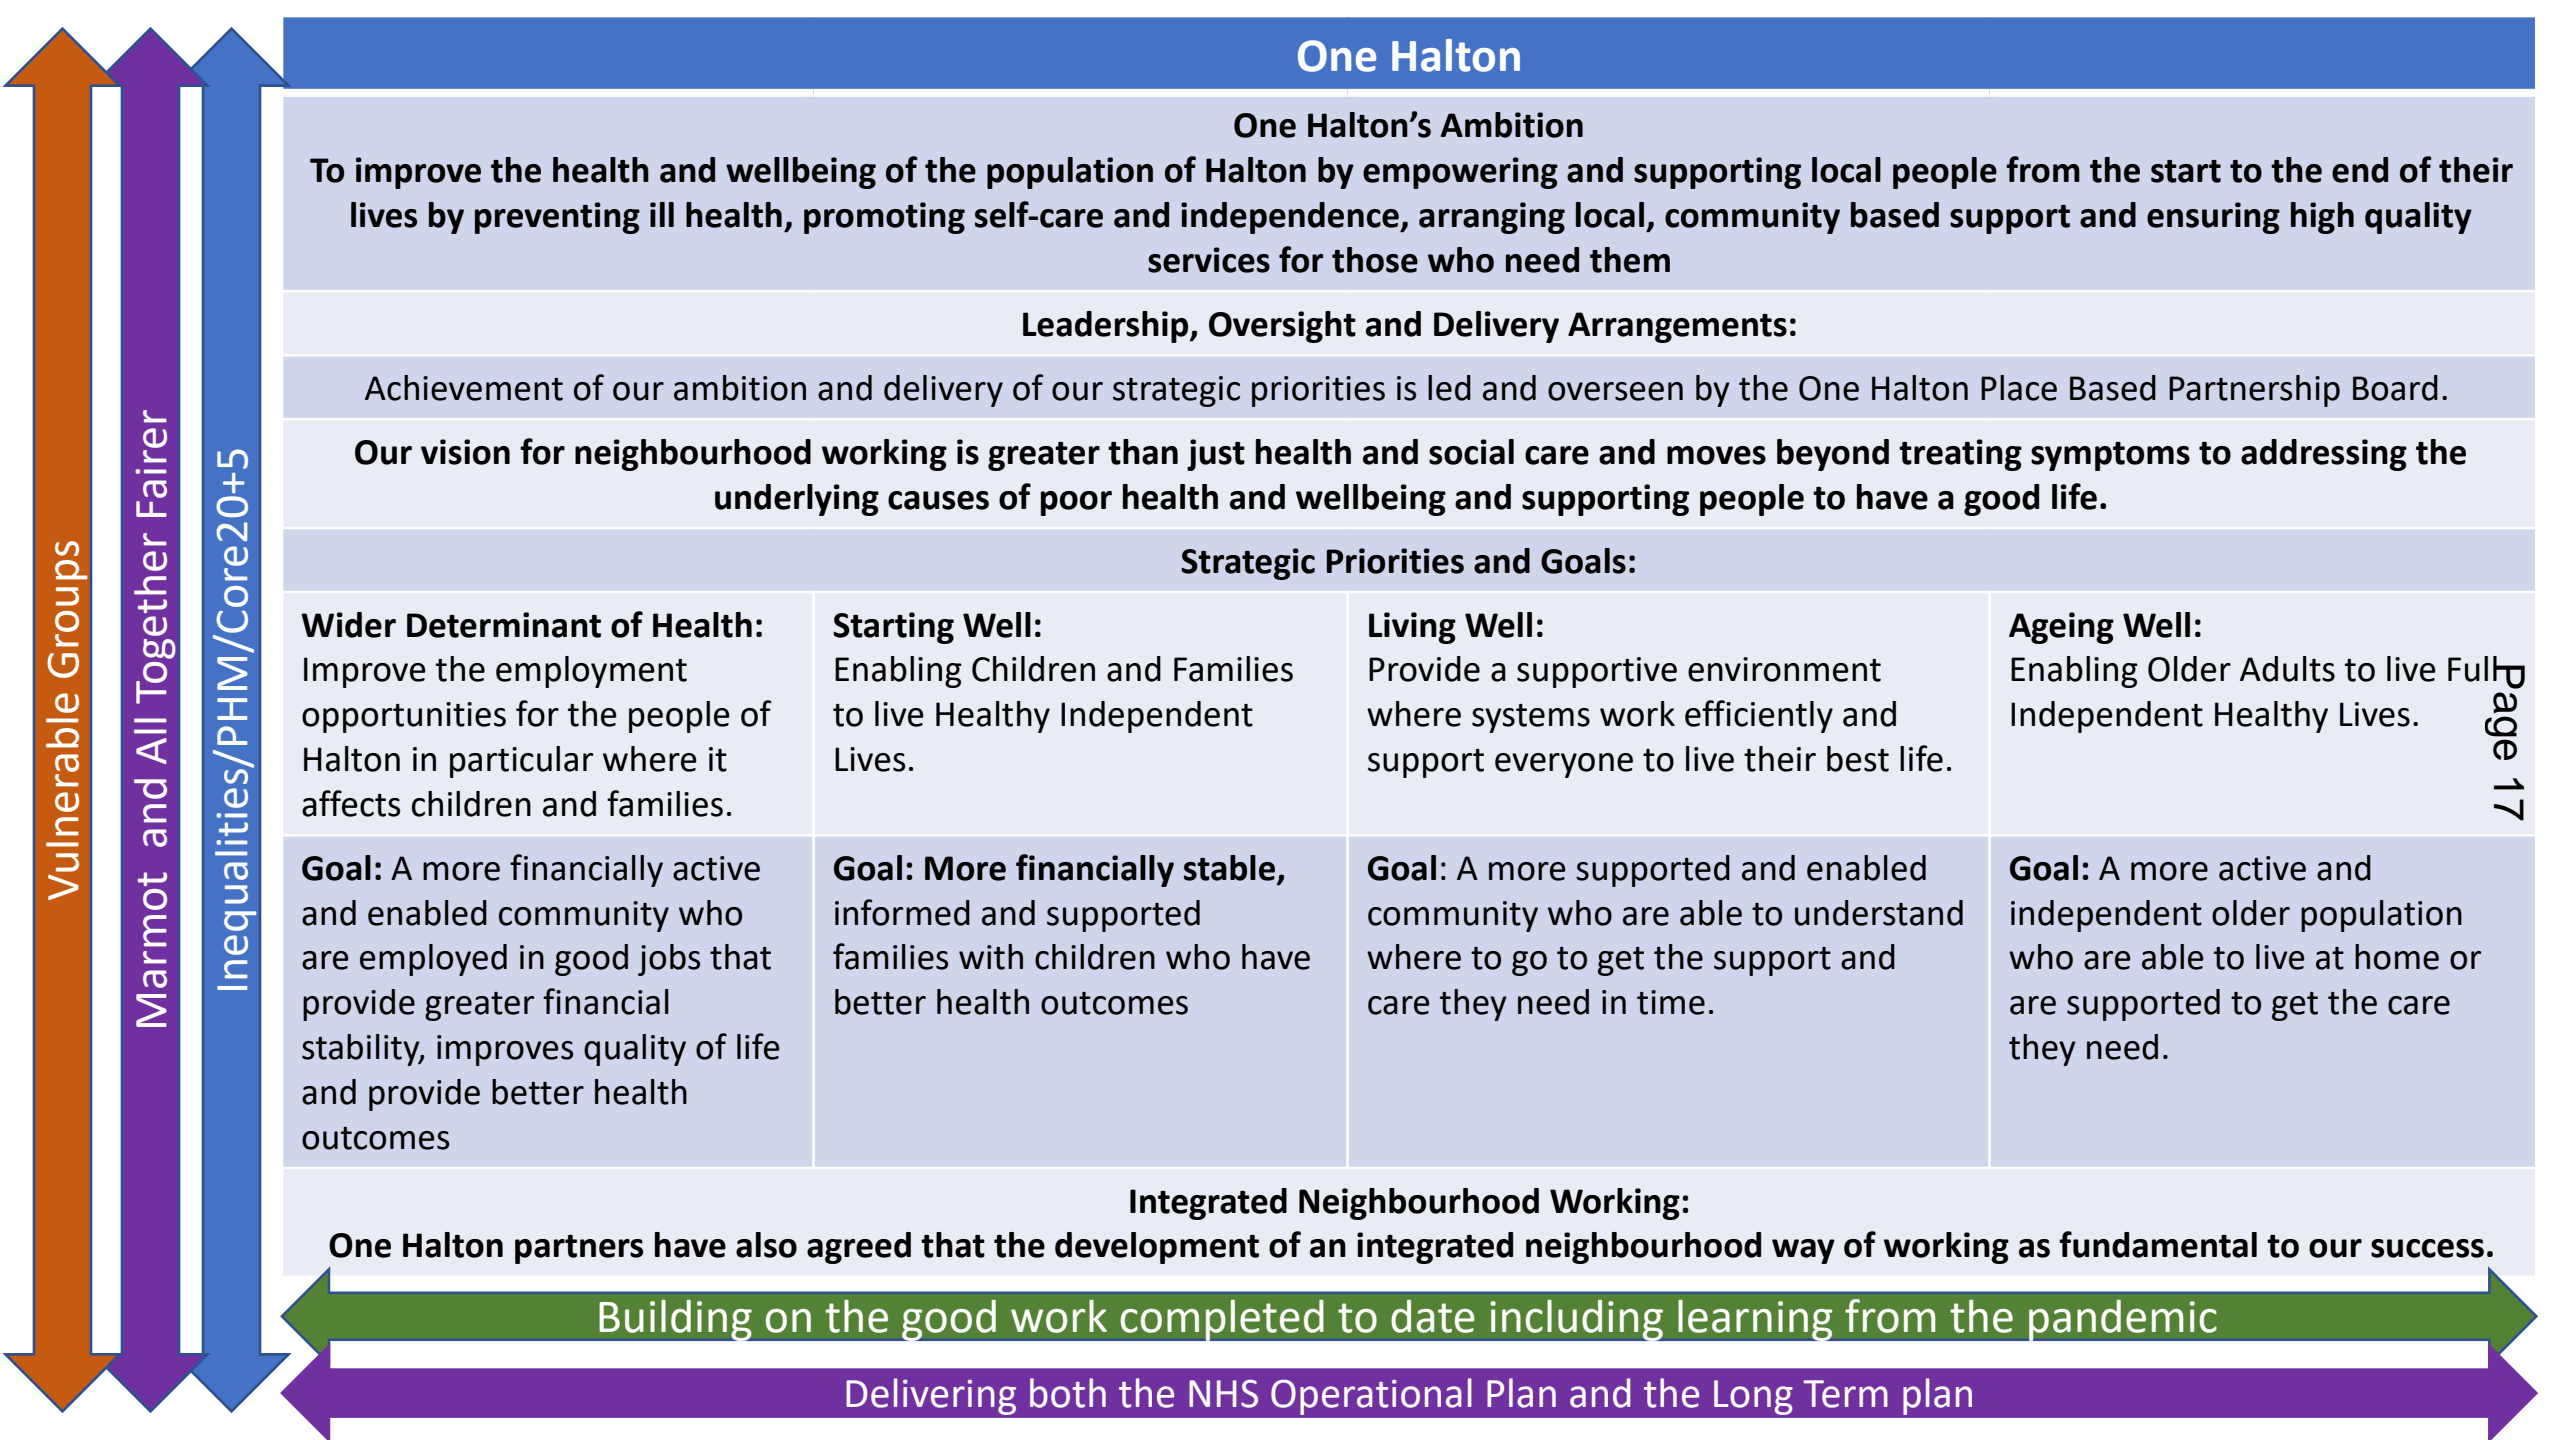 One Halton
One Halton’s Ambition
To improve the health and wellbeing of the population of Halton by empowering and supporting local people from the start to the end of their
lives by preventing ill health, promoting self-care and independence, arranging local, community based support and ensuring high quality
services for those who need them
Leadership, Oversight and Delivery Arrangements:
Achievement of our ambition and delivery of our strategic priorities is led and overseen by the One Halton Place Based Partnership Board.
Our vision for neighbourhood working is greater than just health and social care and moves beyond treating symptoms to addressing the
underlying causes of poor health and wellbeing and supporting people to have a good life.
Strategic Priorities and Goals:
Wider Determinant of Health:
Improve the employment
opportunities for the people of
Halton in particular where it
affects children and families.
Starting Well:
Enabling Children and Families
to live Healthy Independent
Lives.
Living Well:
Provide a supportive environment
where systems work efficiently and
support everyone to live their best life.
Ageing Well:
Enabling Older Adults to live Full
Independent Healthy Lives.
Goal: A more financially active
and enabled community who
are employed in good jobs that
provide greater financial
stability, improves quality of life
and provide better health
outcomes
Goal: More financially stable,
informed and supported
families with children who have
better health outcomes
Goal: A more supported and enabled
community who are able to understand
where to go to get the support and
care they need in time.
Goal: A more active and
independent older population
who are able to live at home or
are supported to get the care
they need.
Integrated Neighbourhood Working:
One Halton partners have also agreed that the development of an integrated neighbourhood way of working as fundamental to our success.
Building on the good work completed to date including learning from the pandemic
Delivering both the NHS Operational Plan and the Long Term plan
Vulnerable Groups
Marmot and All Together Fairer
Inequalities/PHM/Core20+5
Page 17